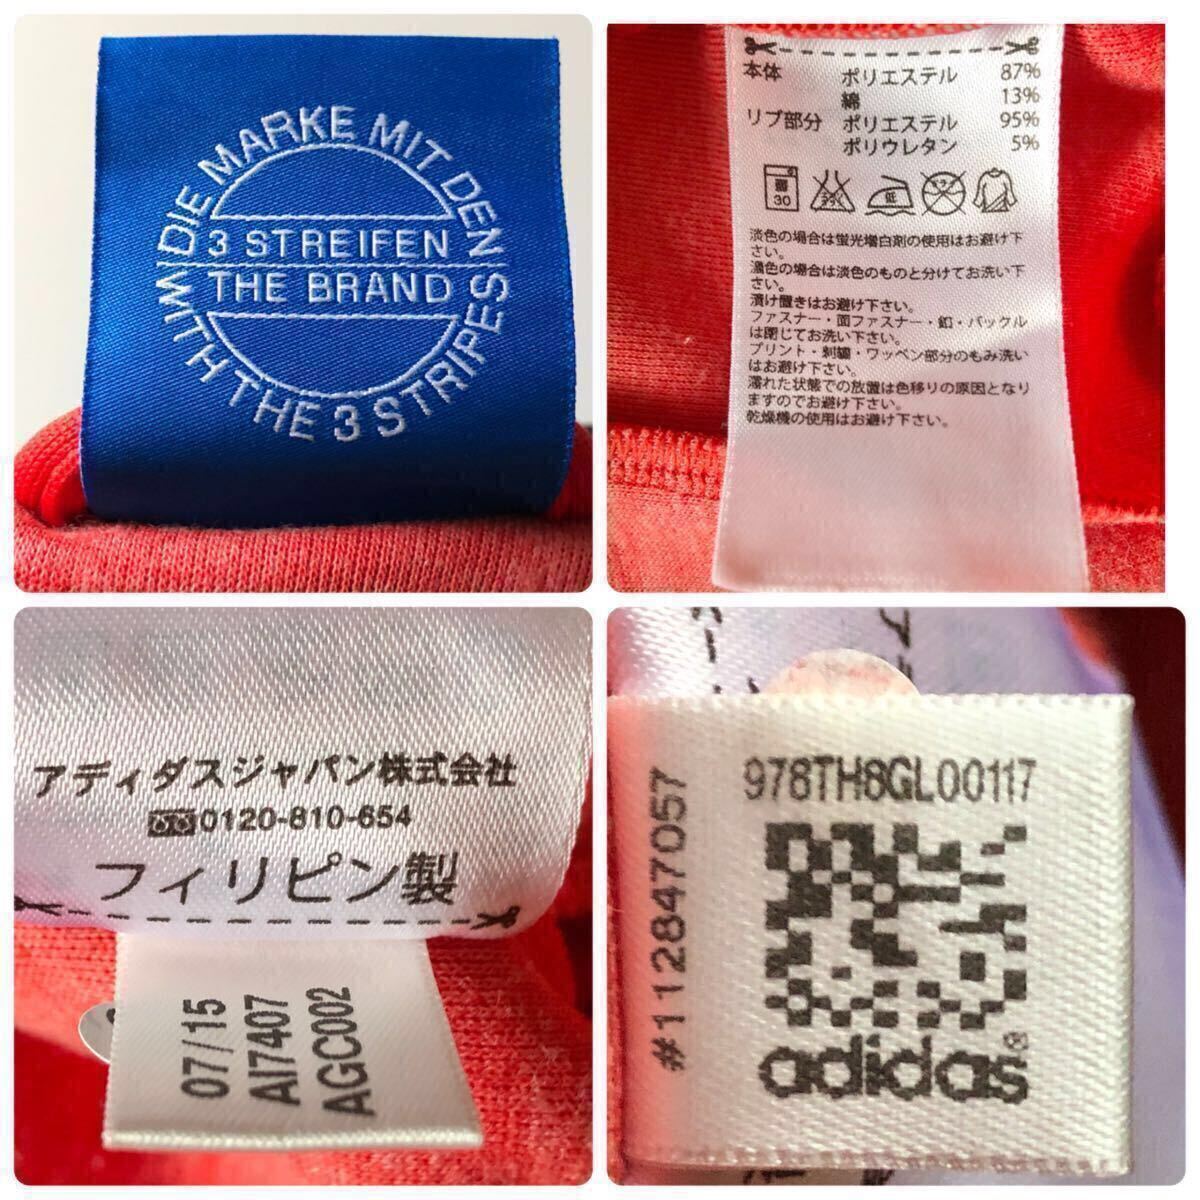 DIE MARKE MIT DEN
3 STREIFEN
THE BRAND
WITH THE 3 STRIPES
本体 ポリエステル 87%
綿 13%
リブ部分 ポリエステル 95%
ポリウレタン 5%
30
低
淡色の場合は蛍光増白剤の使用はお避け下
さい。
濃色の場合は淡色のものと分けてお洗い下
さい。
漬け置きはお避け下さい。
ファスナー・面ファスナー・釦・バックル
は閉じてお洗い下さい。
プリント・刺繍・ワッペン部分のもみ洗い
はお避け下さい。
濡れた状態での放置は色移りの原因となり
ますのでお避け下さい。
乾燥機の使用はお避け下さい。
アディダスジャパン株式会社
0120-810-654
フィリピン製
07/15
AI7407
AGC002
#112847057
978TH8GL00117
adidas®